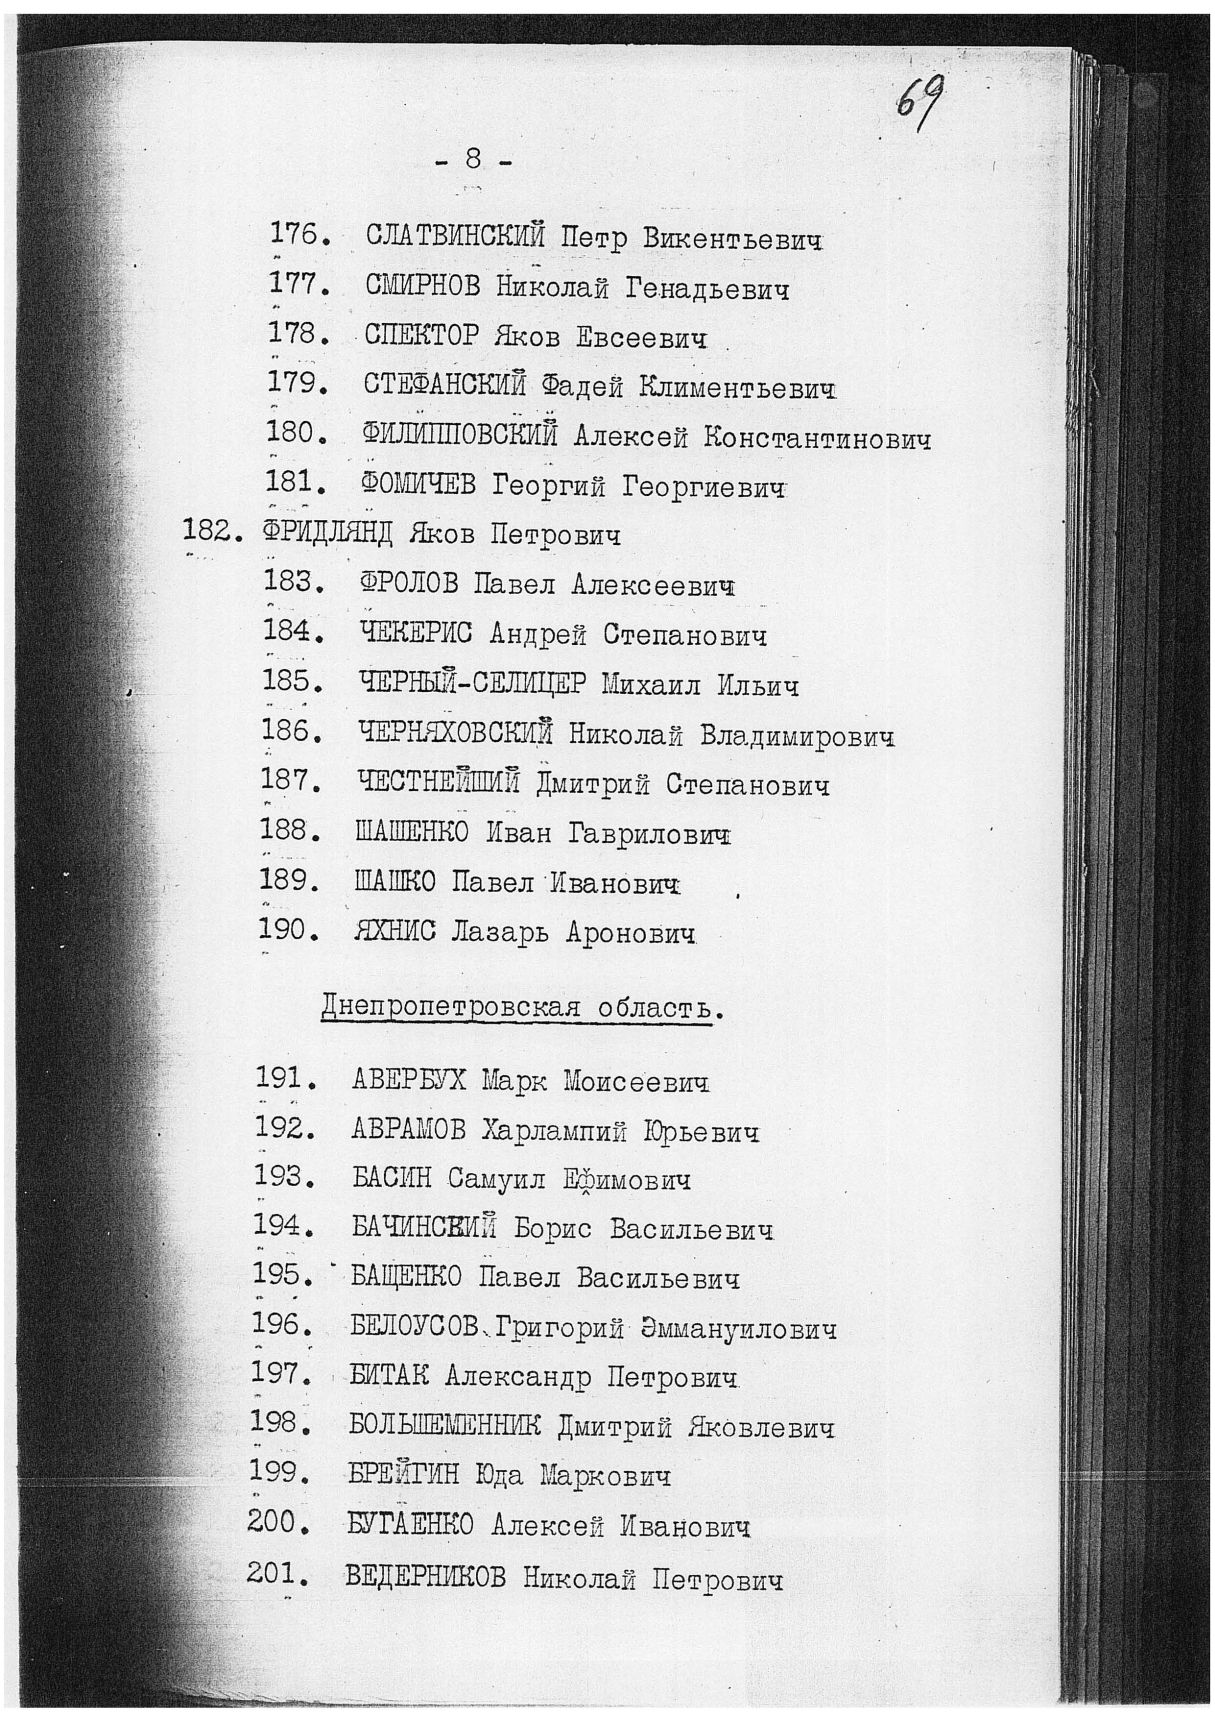 69
- 8 -
176. СЛАТВИНСКИЙ Петр Викентьевич
177. СМИРНОВ Николай Генадьевич
178. СПЕКТОР Яков Евсеевич
179. СТЕФАНСКИЙ Фадей Климентьевич
180. ФИЛИППОВСКИЙ Алексей Константинович
181. ФОМИЧЕВ Георгий Георгиевич
182. ФРИДЛЯНД Яков Петрович
183. ФРОЛОВ Павел Алексеевич
184. ЧЕКЕРИС Андрей Степанович
185. ЧЕРНЫЙ-СЕЛИЦЕР Михаил Ильич
186. ЧЕРНЯХОВСКИЙ Николай Владимирович
187. ЧЕСТНЕЙШИЙ Дмитрий Степанович
188. ШАШЕНКО Иван Гаврилович
189. ШАШКО Павел Иванович
190. ЯХНИС Лазарь Аронович
Днепропетровская область.
191. АВЕРБУХ Марк Моисеевич
192. АВРАМОВ Харлампий Юрьевич
193. БАСИН Самуил Ефимович
194. БАЧИНСКИЙ Борис Васильевич
195. БАЩЕНКО Павел Васильевич
196. БЕЛОУСОВ Григорий Эммануилович
197. БИТАК Александр Петрович
198. БОЛЬШЕМЕННИК Дмитрий Яковлевич
199. БРЕЙГИН Юда Маркович
200. БУГАЕНКО Алексей Иванович
201. ВЕДЕРНИКОВ Николай Петрович